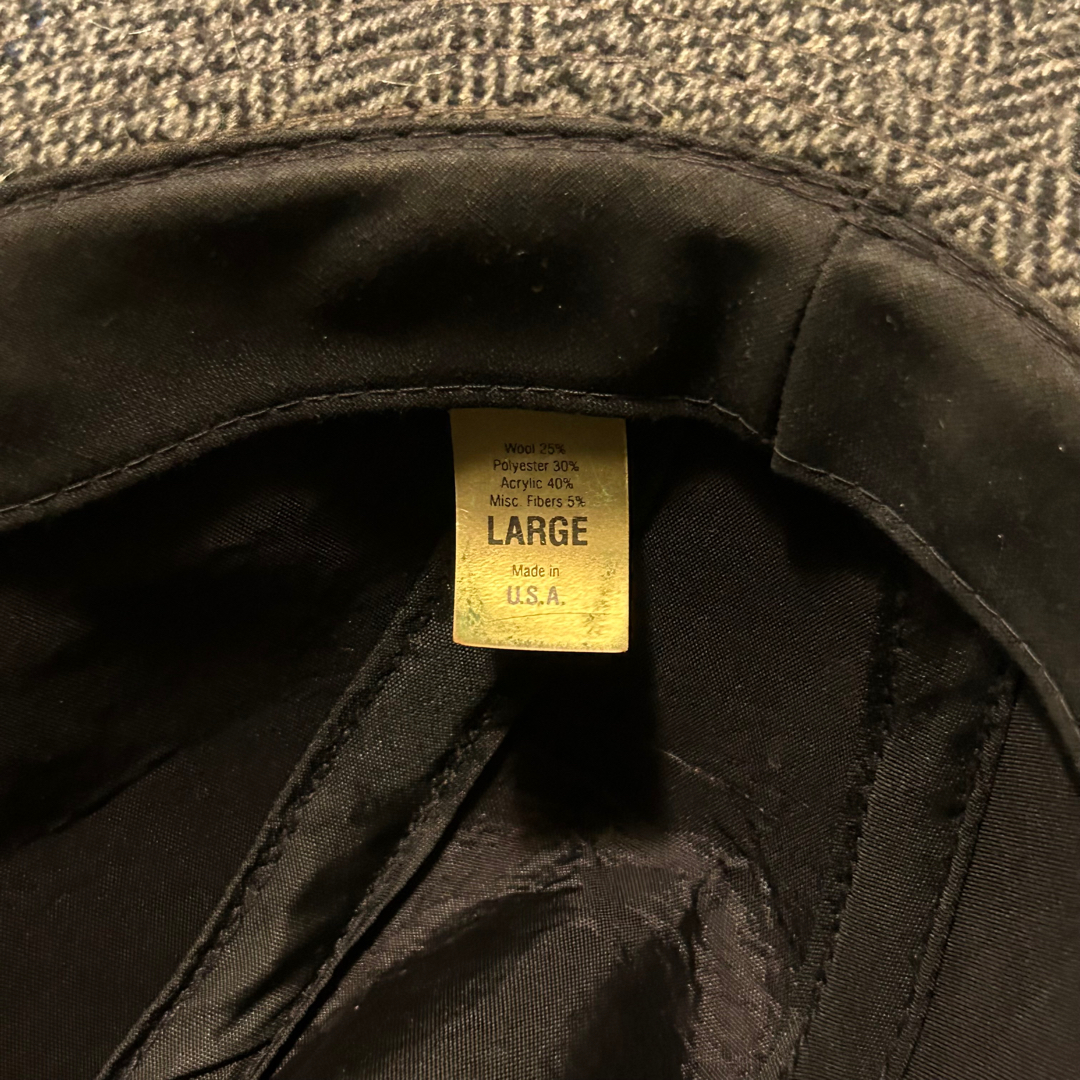 Wool 25%
Polyester 30%
Acrylic 40%
Misc. Fibers 5%
LARGE
Made in
U.S.A.